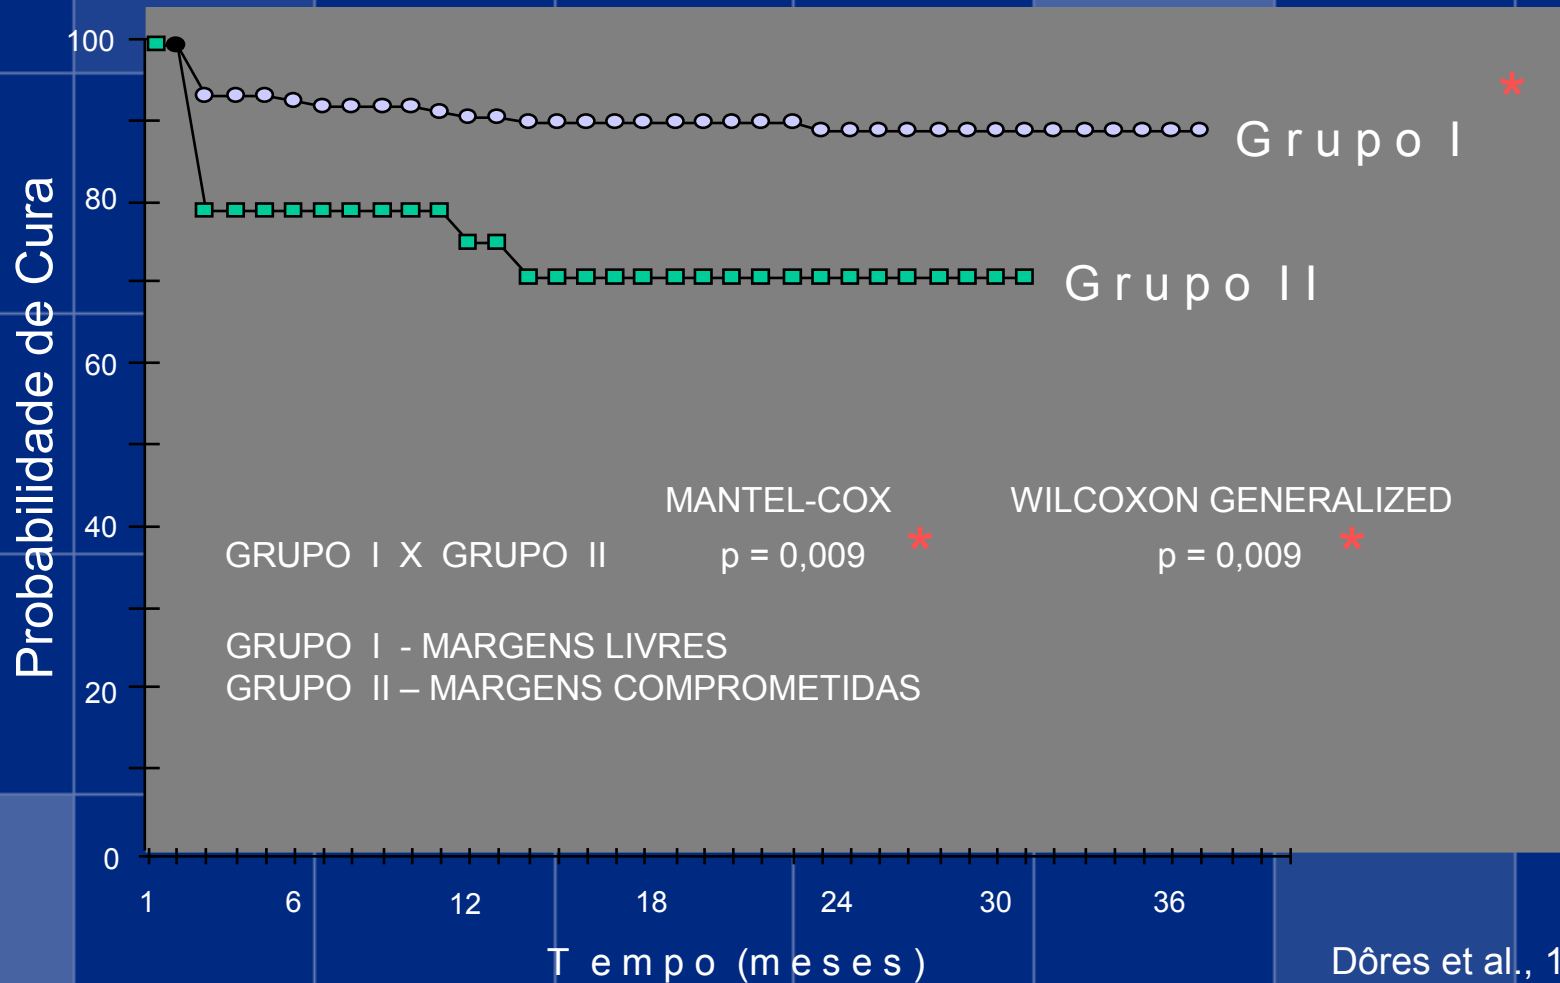 Probabilidade de Cura
100
80
60
40
20
0
*
Grupo I
Grupo II
MANTEL-COX WILCOXON GENERALIZED
GRUPO I X GRUPO II p = 0,009 * p = 0,009 *
GRUPO I - MARGENS LIVRES
GRUPO II – MARGENS COMPROMETIDAS
1 6 12 18 24 30 36
Tempo (meses)
Dôres et al., 1